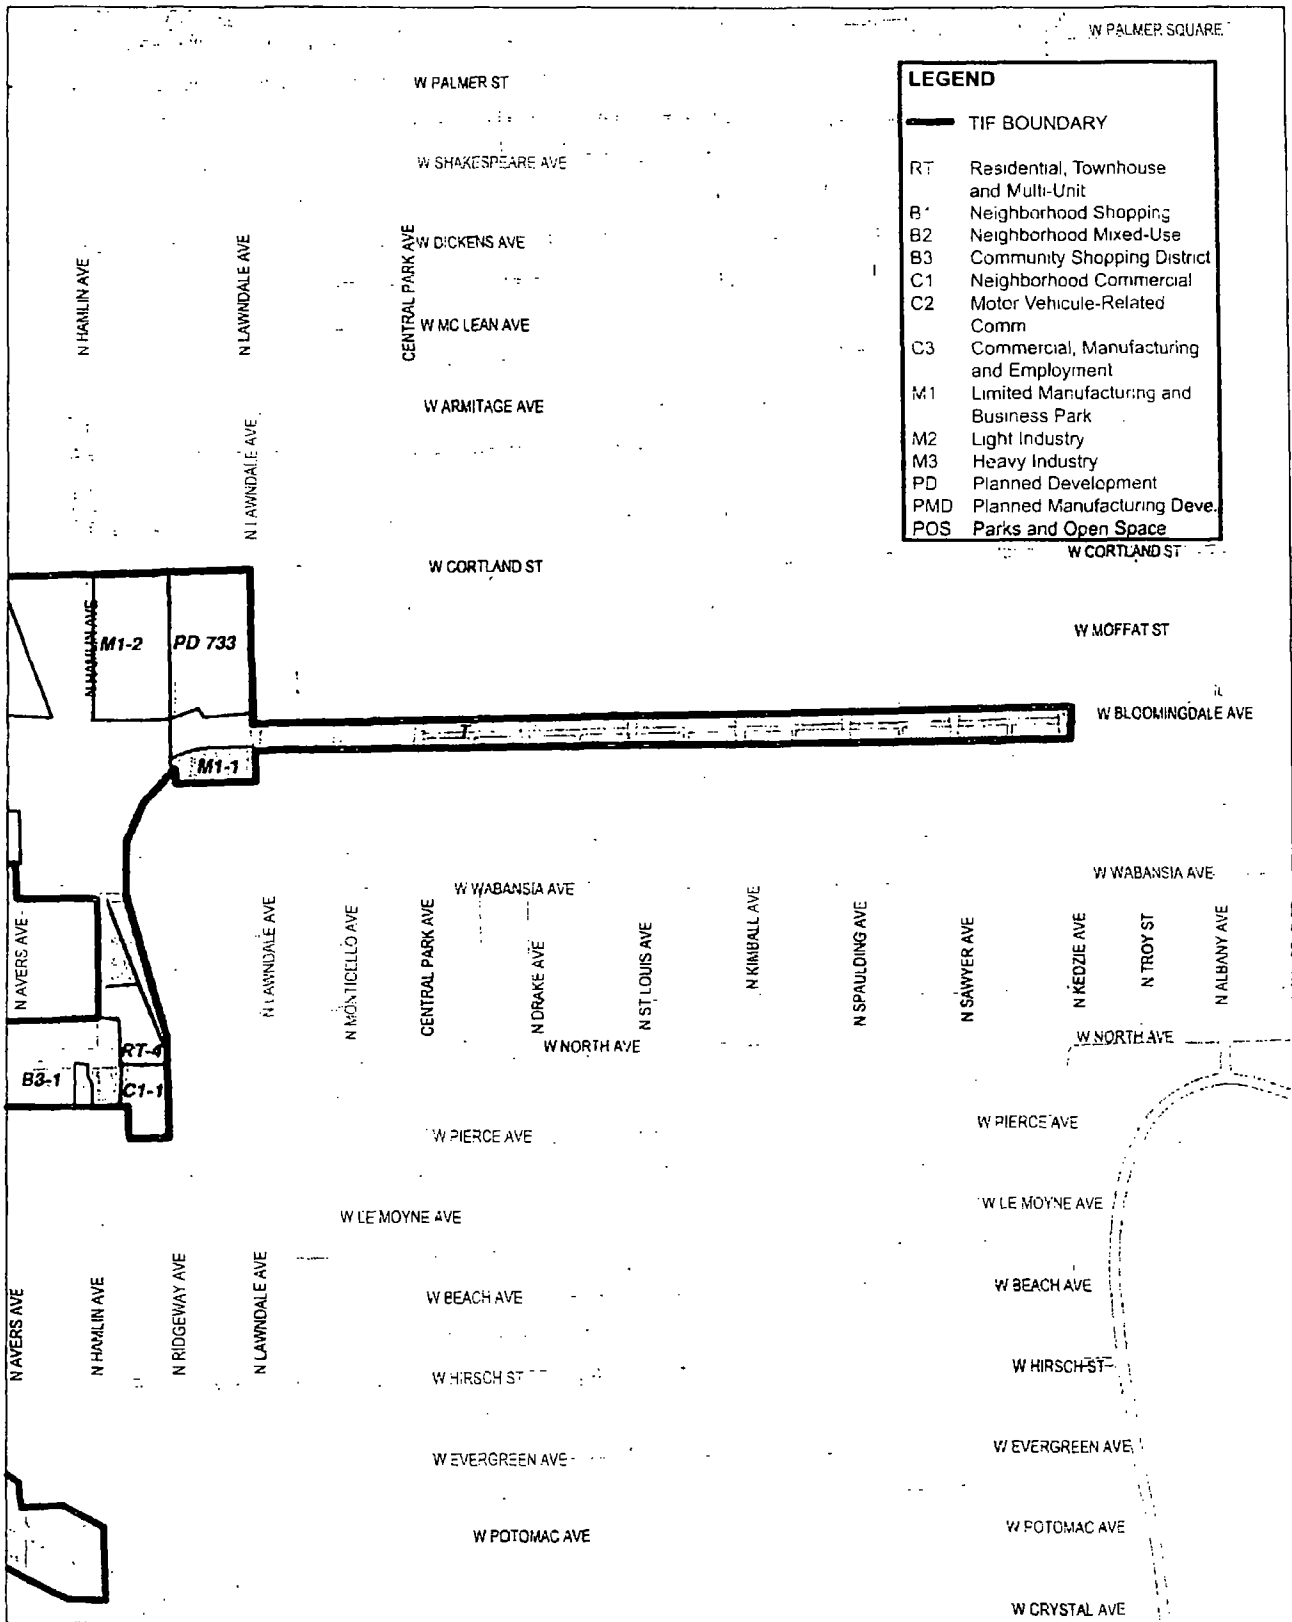 W PALMER SQUARE
W PALMER ST
LEGEND
TIF BOUNDARY
RT Residential, Townhouse
and Multi-Unit
B1 Neighborhood Shopping
B2 Neighborhood Mixed-Use
B3 Community Shopping District
C1 Neighborhood Commercial
C2 Motor Vehicule-Related
Comm
C3 Commercial, Manufacturing
and Employment
M1 Limited Manufacturing and
Business Park
M2 Light Industry
M3 Heavy Industry
PD Planned Development
PMD Planned Manufacturing Deve.
POS Parks and Open Space
W SHAKESPEARE AVE
W DICKENS AVE
N HAMLIN AVE
N LAWNDALE AVE
CENTRAL PARK AVE
W MC LEAN AVE
W ARMITAGE AVE
N LAWNDALE AVE
W CORTLAND ST
W CORTLAND ST
N HAMLIN AVE
M1-2
PD 733
W MOFFAT ST
W BLOOMINGDALE AVE
M1-1
W WABANSIA AVE
W WABANSIA AVE
N AVERS AVE
N LAWNDALE AVE
N MONTICELLO AVE
CENTRAL PARK AVE
N DRAKE AVE
N ST LOUIS AVE
N KIMBALL AVE
N SPAULDING AVE
N SAWYER AVE
N KEDZIE AVE
N TROY ST
N ALBANY AVE
W NORTH AVE
W NORTH AVE
RT-4
B3-1
C1-1
W PIERCE AVE
W PIERCE AVE
W LE MOYNE AVE
W LE MOYNE AVE
N AVERS AVE
N HAMLIN AVE
N RIDGEWAY AVE
N LAWNDALE AVE
W BEACH AVE
W BEACH AVE
W HIRSCH ST
W HIRSCH ST
W EVERGREEN AVE
W EVERGREEN AVE
W POTOMAC AVE
W POTOMAC AVE
W CRYSTAL AVE